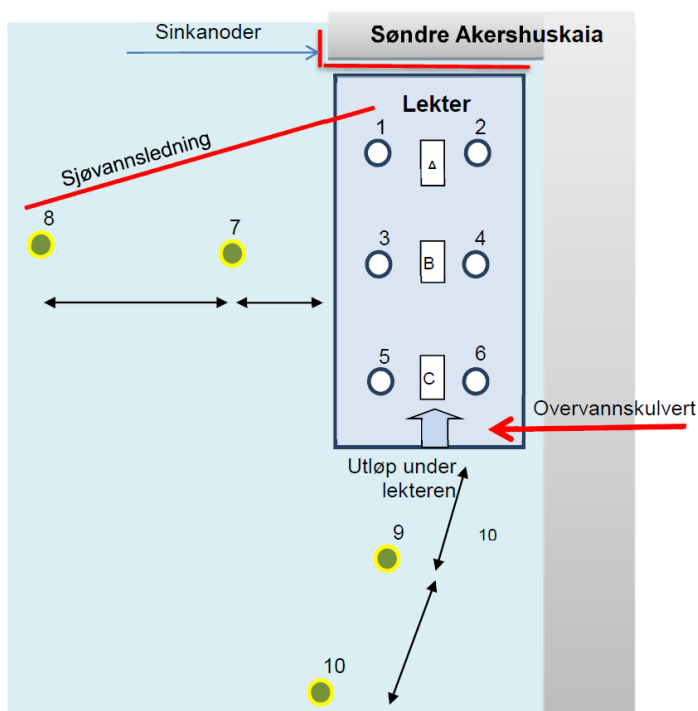 Sinkanoder
Søndre Akershuskaia
Lekter
1
2
A
Sjøvannsledning
8
7
3
4
B
5
6
C
Overvannskulvert
Utløp under
lekteren
9
10
10